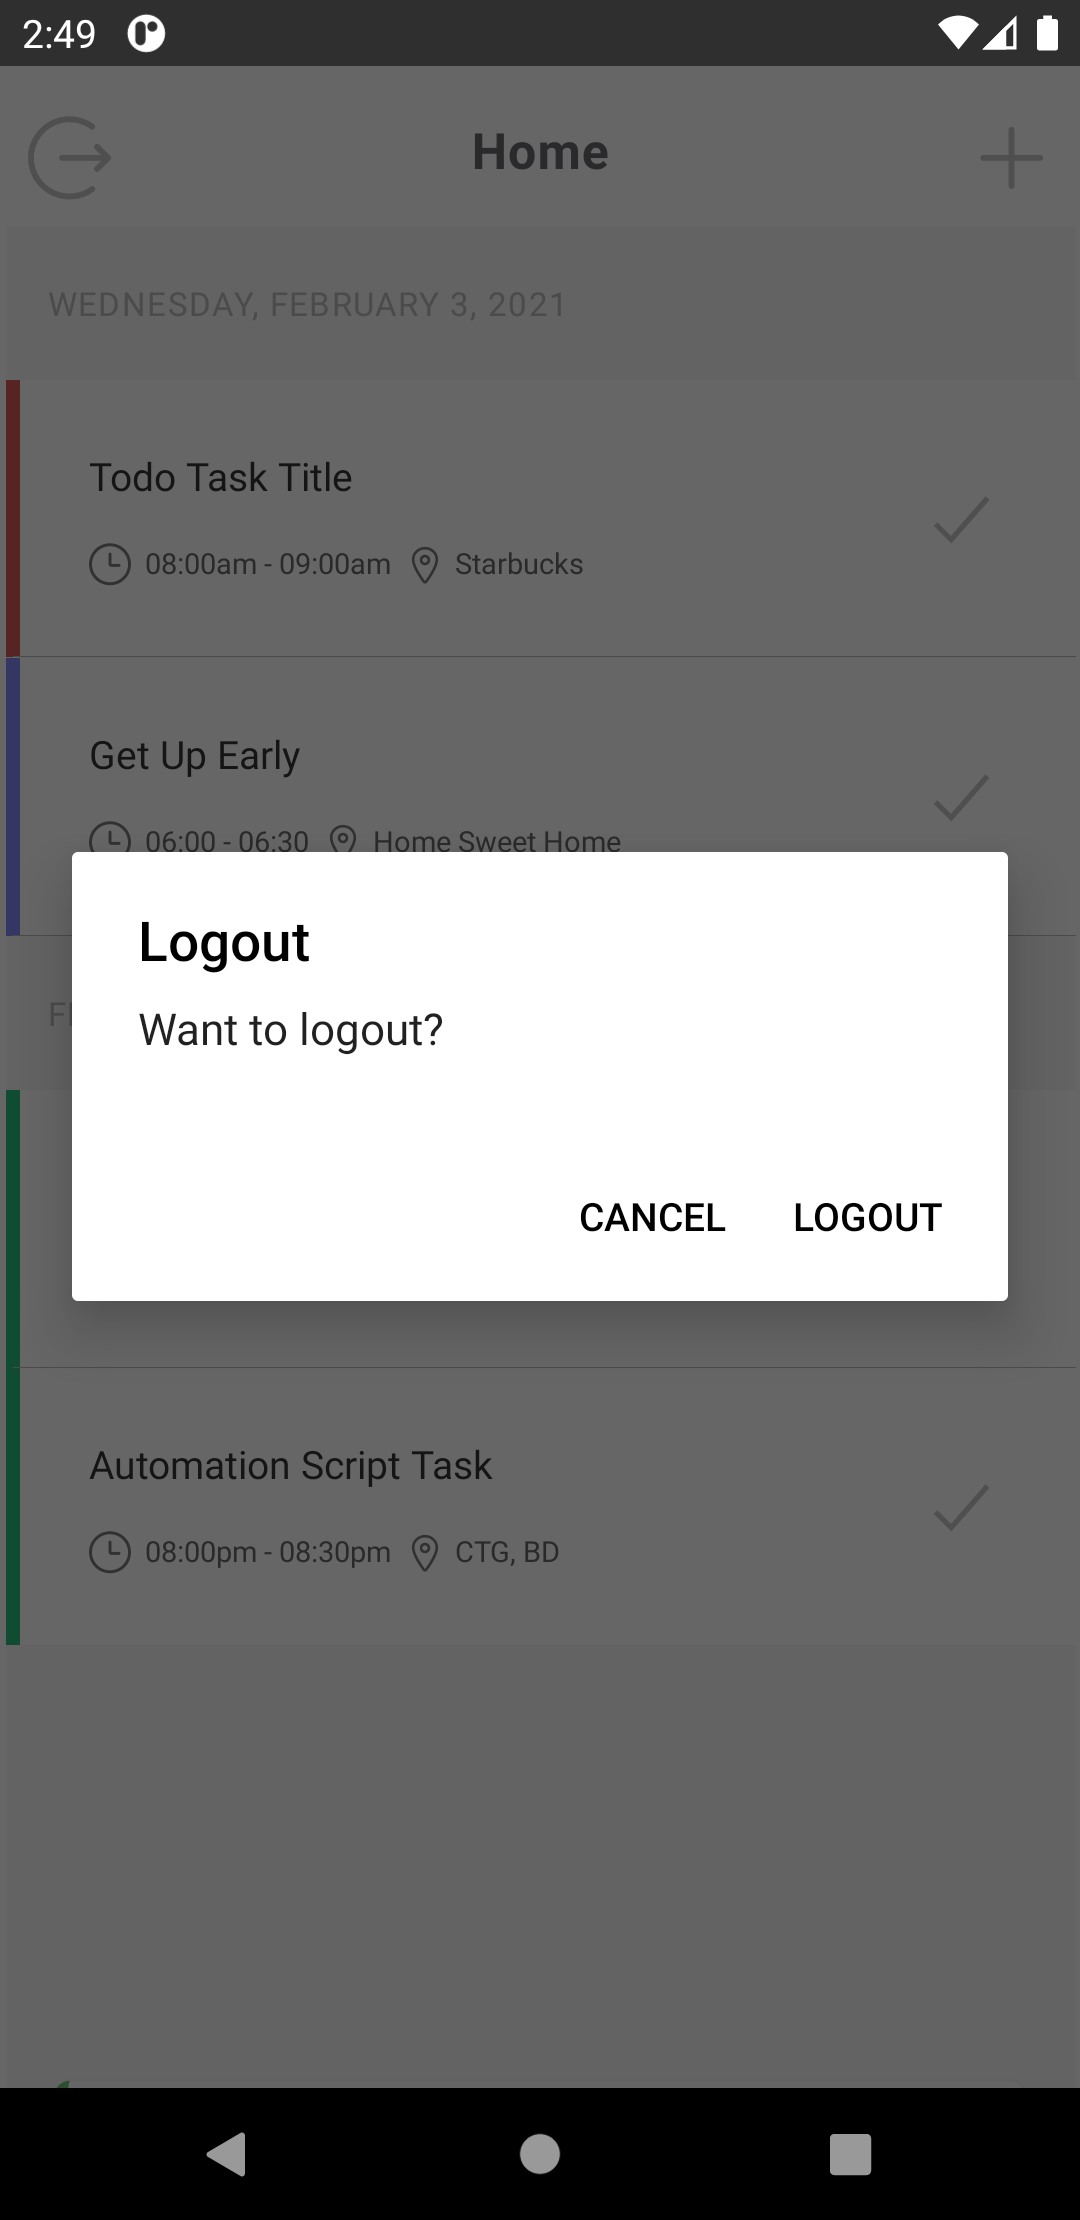 2:49
Home
WEDNESDAY, FEBRUARY 3, 2021
Todo Task Title
08:00am - 09:00am Starbucks
Get Up Early
06:00 - 06:30 Home Sweet Home
Logout
Want to logout?
CANCEL LOGOUT
Automation Script Task
08:00pm - 08:30pm CTG, BD